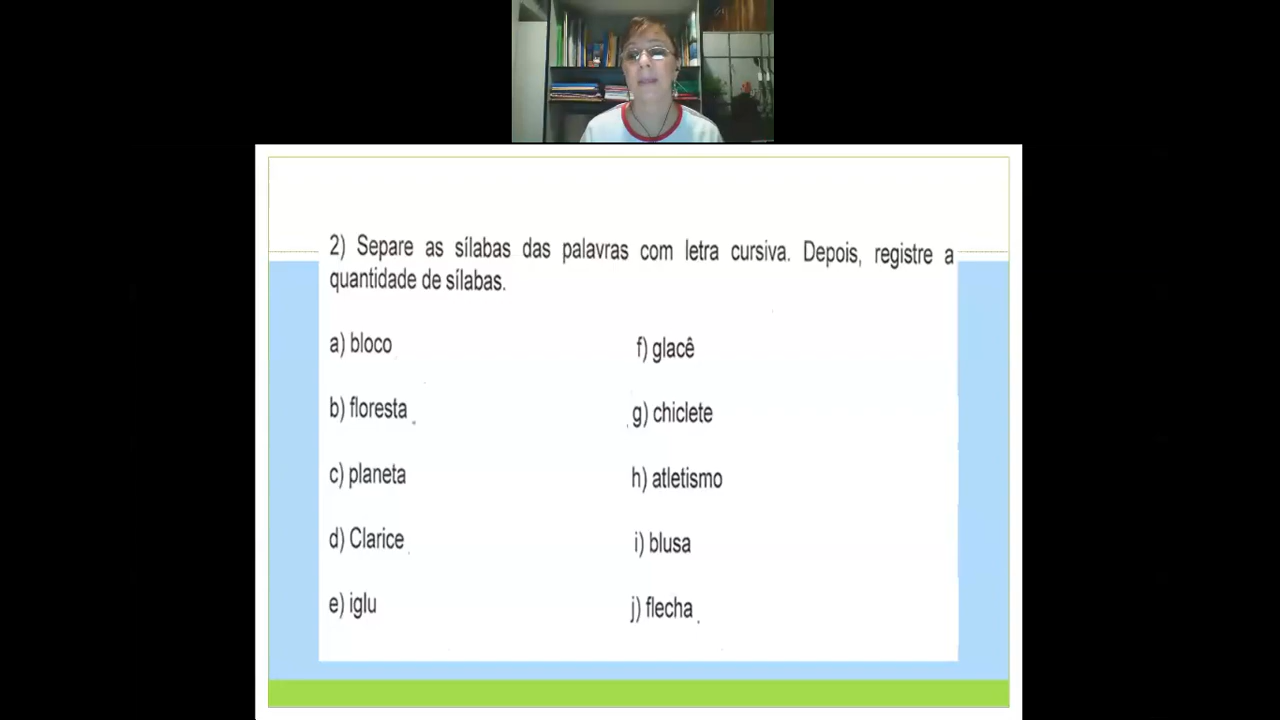 2) Separe as sílabas das palavras com letra cursiva. Depois, registre a
quantidade de sílabas.
a) bloco
b) floresta
c) planeta
d) Clarice
e) iglu
f) glacê
g) chiclete
h) atletismo
i) blusa
j) flecha